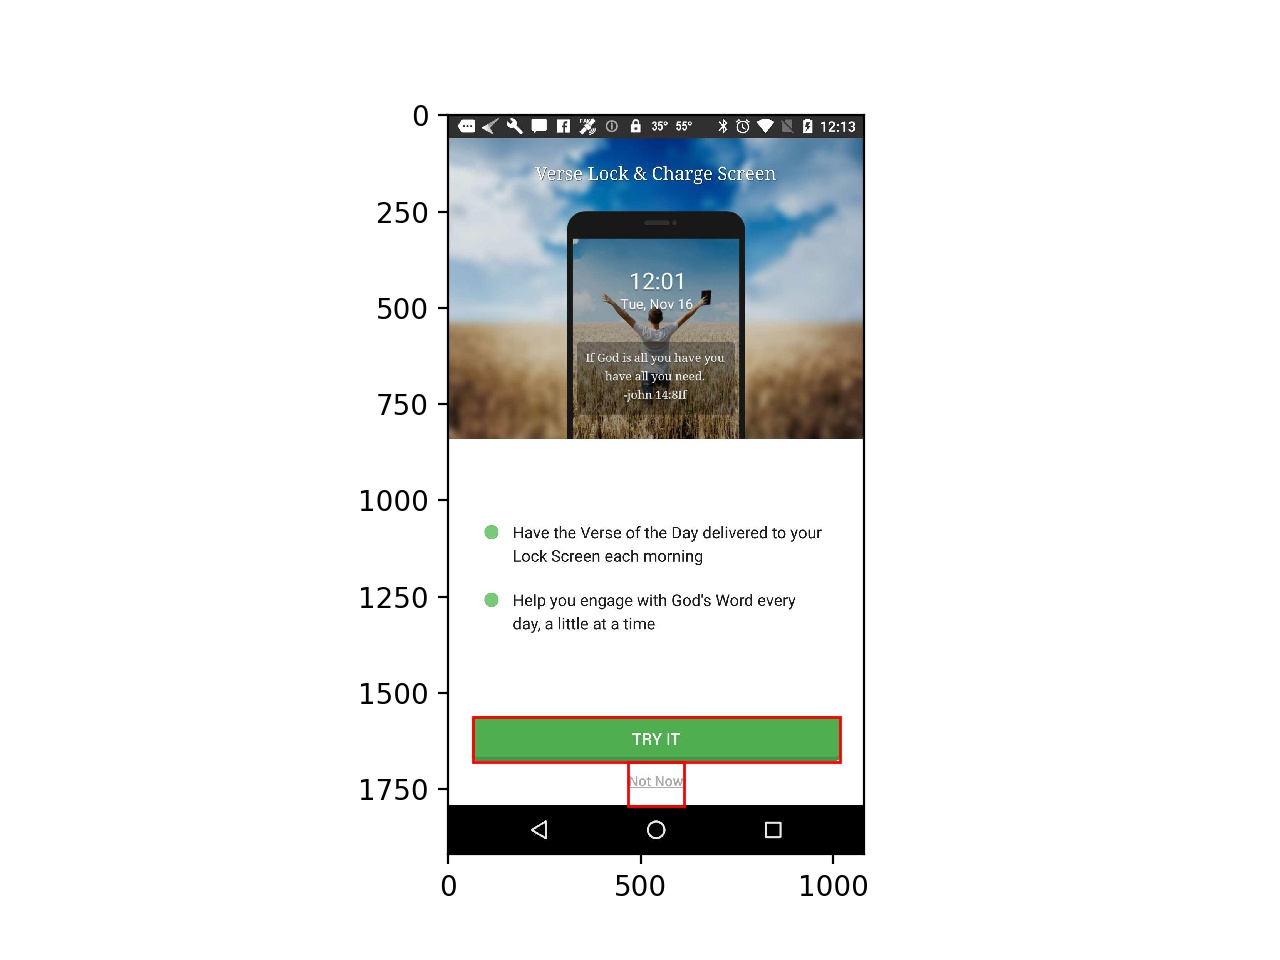 0
250
500
750
1000
1250
1500
1750
0
500
1000
35° 55° 12:13
Verse Lock & Charge Screen
12:01
Tue, Nov 16
If God is all you have you
have all you need.
-john 14:8If
Have the Verse of the Day delivered to your
Lock Screen each morning
Help you engage with God's Word every
day, a little at a time
TRY IT
Not Now